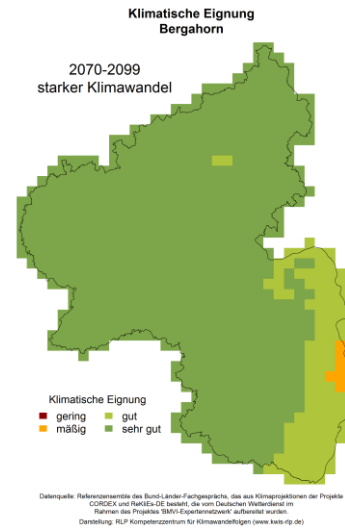 Klimatische Eignung
Bergahorn
2070-2099
starker Klimawandel
Klimatische Eignung
gering
gut
mäßig
sehr gut
Datenquelle: Referenzensemble des Bund-Länder-Fachgesprächs, das aus Klimaprojektionen der Projekte
CORDEX und ReKliEs-DE besteht, die vom Deutschen Wetterdienst im
Rahmen des Projektes 'BMVI-Expertennetzwerk' aufbereitet wurden.
Darstellung: RLP Kompetenzzentrum für Klimawandelfolgen (www.kwis-rlp.de)